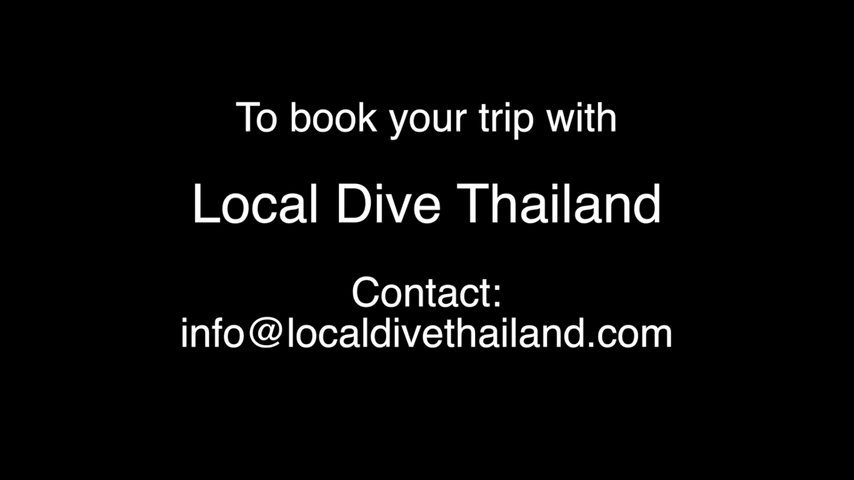 To book your trip with
Local Dive Thailand
Contact:
info@localdivethailand.com